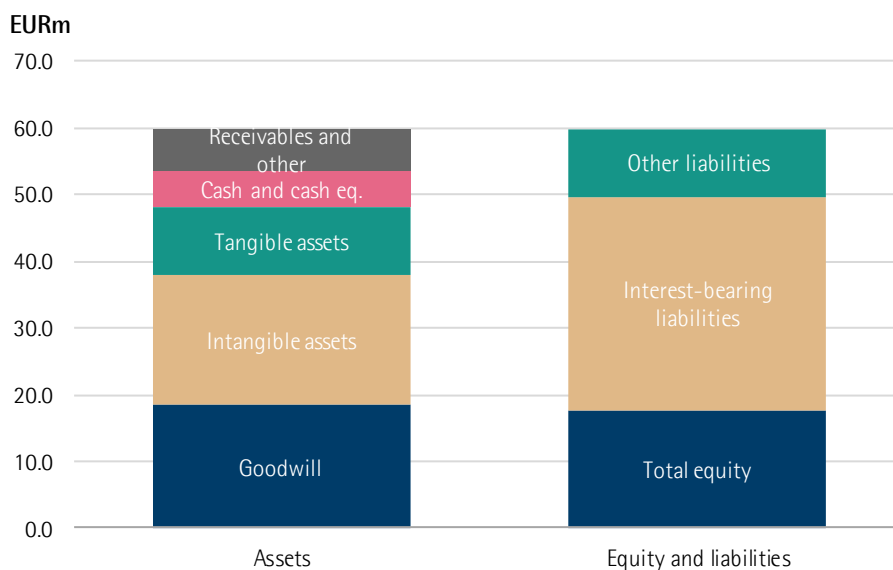 EURm
70.0
60.0
50.0
40.0
30.0
20.0
10.0
0.0
Receivables and
other
Cash and cash eq.
Tangible assets
Intangible assets
Goodwill
Other liabilities
Interest-bearing
liabilities
Total equity
Assets
Equity and liabilities